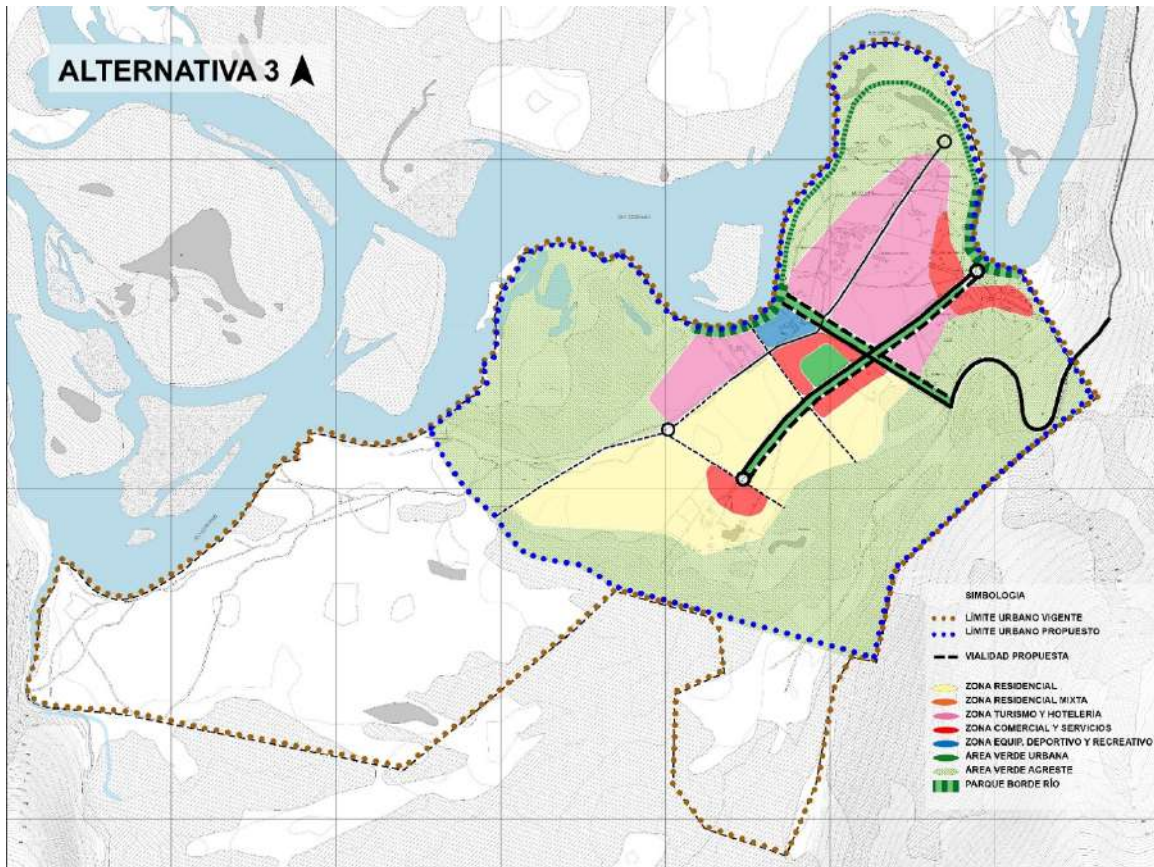 ALTERNATIVA 3
SIMBOLOGIA
LÍMITE URBANO VIGENTE
LÍMITE URBANO PROPUESTO
VIALIDAD PROPUESTA
ZONA RESIDENCIAL
ZONA RESIDENCIAL MIXTA
ZONA TURISMO Y HOTELERÍA
ZONA COMERCIAL Y SERVICIOS
ZONA EQUIP. DEPORTIVO Y RECREATIVO
ÁREA VERDE URBANA
ÁREA VERDE AGRESTE
PARQUE BORDE RÍO